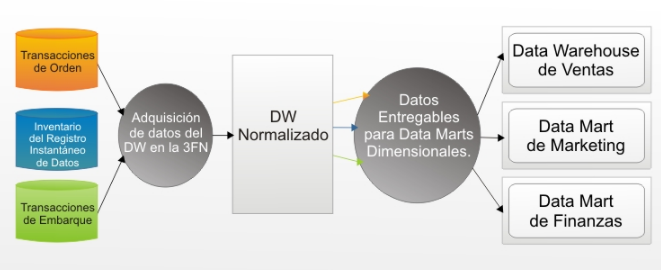 Transacciones
de Orden
Inventario
del Registro
Instantáneo
de Datos
Transacciones
de Embarque
Adquisición
de datos del
DW en la 3FN
DW
Normalizado
Datos
Entregables
para Data Marts
Dimensionales.
Data Warehouse
de Ventas
Data Mart
de Marketing
Data Mart
de Finanzas